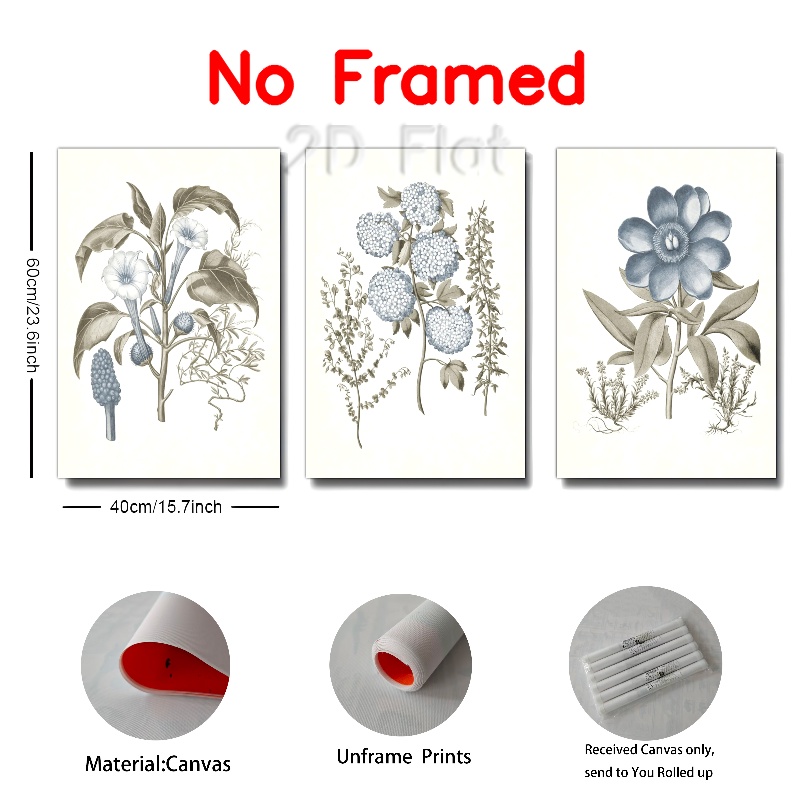 No Framed
2D Flat
60cm/23.6inch
40cm/15.7inch
Material:Canvas
Unframe Prints
Received Canvas only,
send to You Rolled up